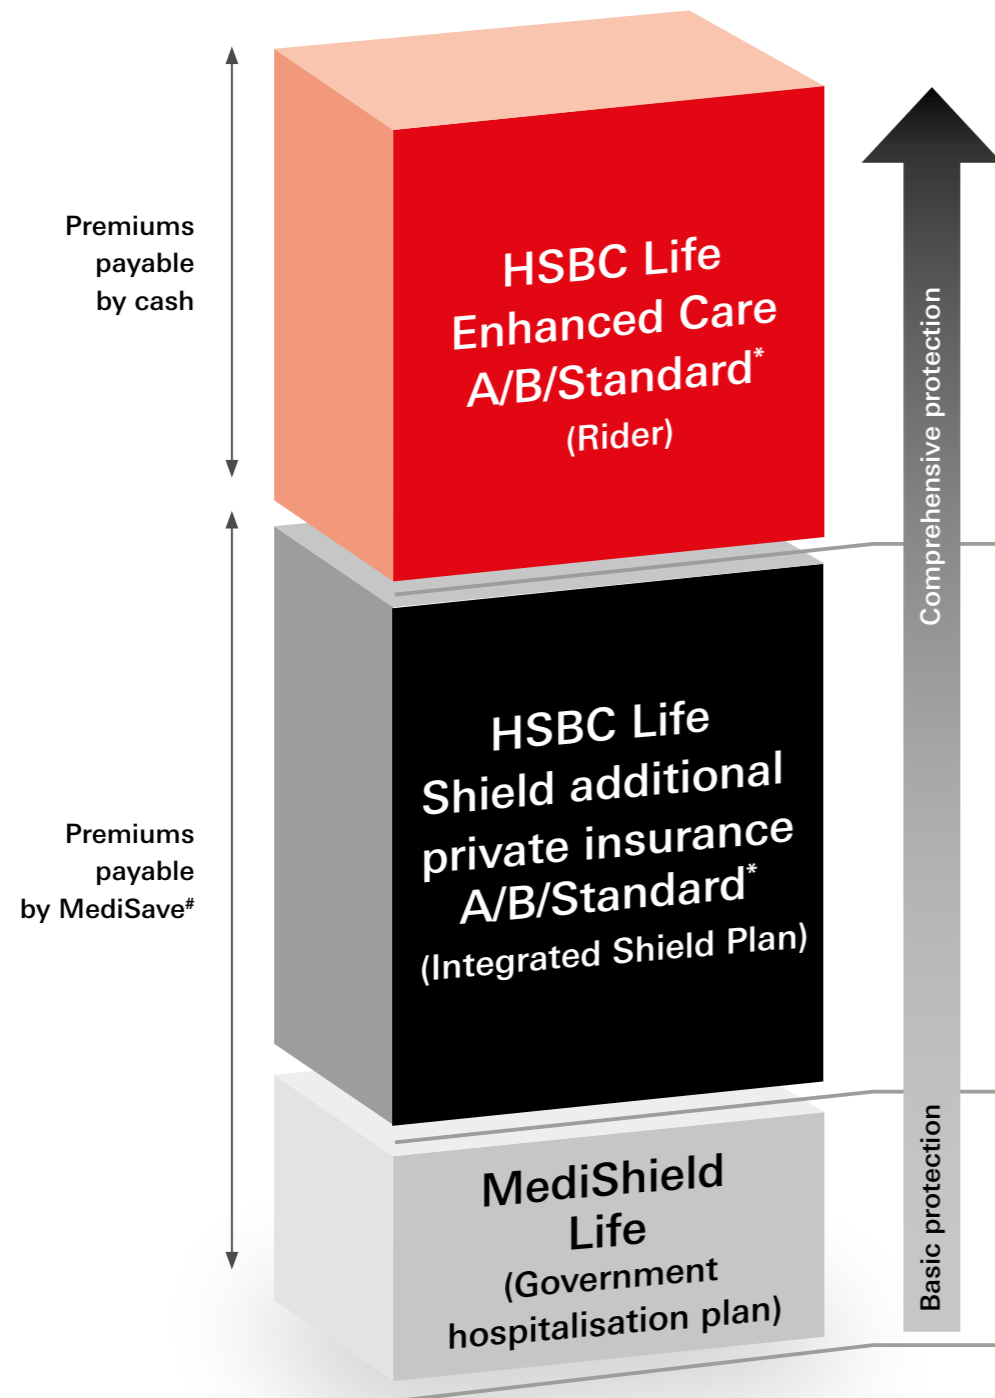 Premiums
payable
by cash
HSBC Life
Enhanced Care
A/B/Standard*
(Rider)
Comprehensive protection
Premiums
payable
by MediSave#
HSBC Life
Shield additional
private insurance
A/B/Standard*
(Integrated Shield Plan)
MediShield
Life
(Government
hospitalisation plan)
Basic protection